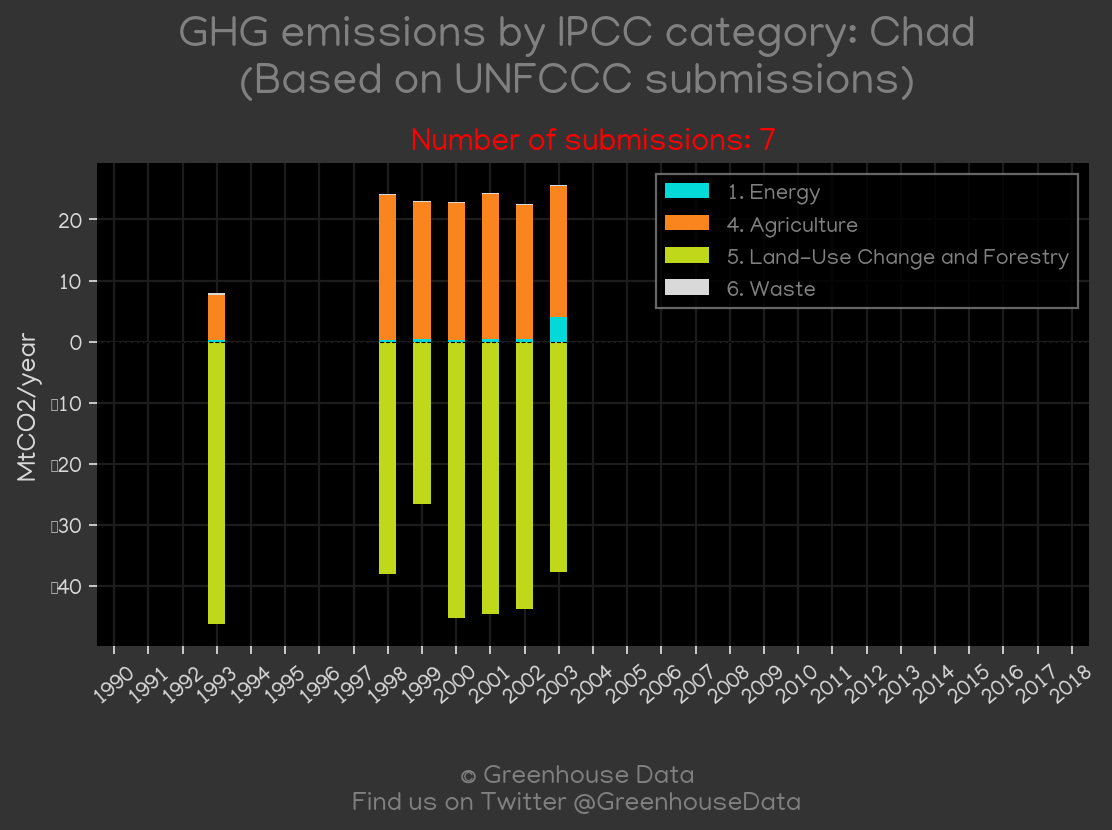 GHG emissions by IPCC category: Chad
(Based on UNFCCC submissions)
Number of submissions: 7
1. Energy
4. Agriculture
5. Land-Use Change and Forestry
6. Waste
MtCO2/year
20
10
0
▯10
▯20
▯30
▯40
1990 1991 1992 1993 1994 1995 1996 1997 1998 1999 2000 2001 2002 2003 2004 2005 2006 2007 2008 2009 2010 2011 2012 2013 2014 2015 2016 2017 2018
© Greenhouse Data
Find us on Twitter @GreenhouseData